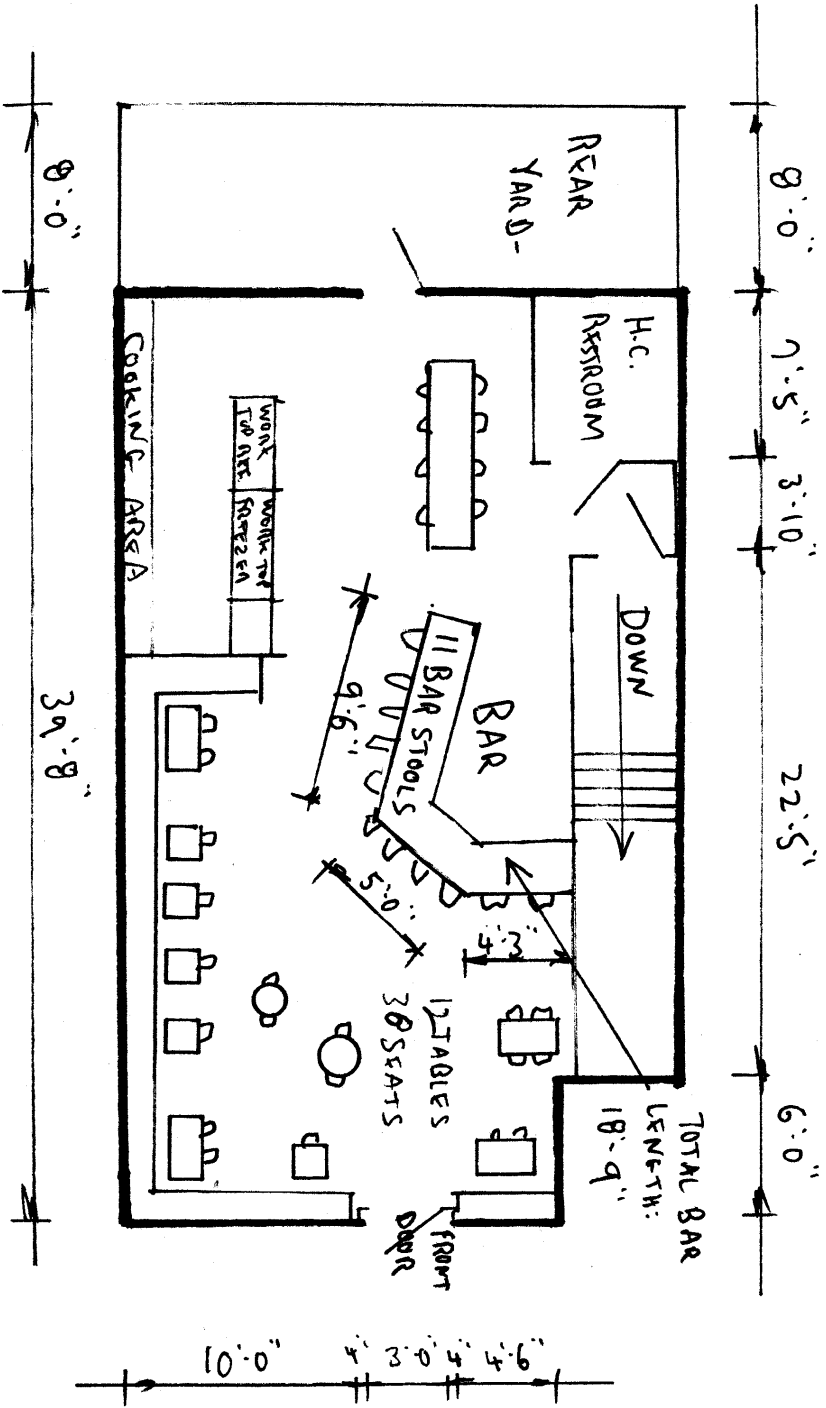 8'-0"
7'-5"
3'-10"
22'-5"
6'-0"
REAR
YARD-
H.C.
RESTROOM
DOWN
BAR
11 BAR STOOLS
9'-6"
5'-0"
4'-3"
TOTAL BAR
LENGTH:
18'-9"
WORK
TOP REF.
WORK TOP
FREEZER
COOKING AREA
12 TABLES
38 SEATS
FRONT
DOOR
8'-0"
39'-8"
10'-0"
4"
3'-0"
4"
4'-6"